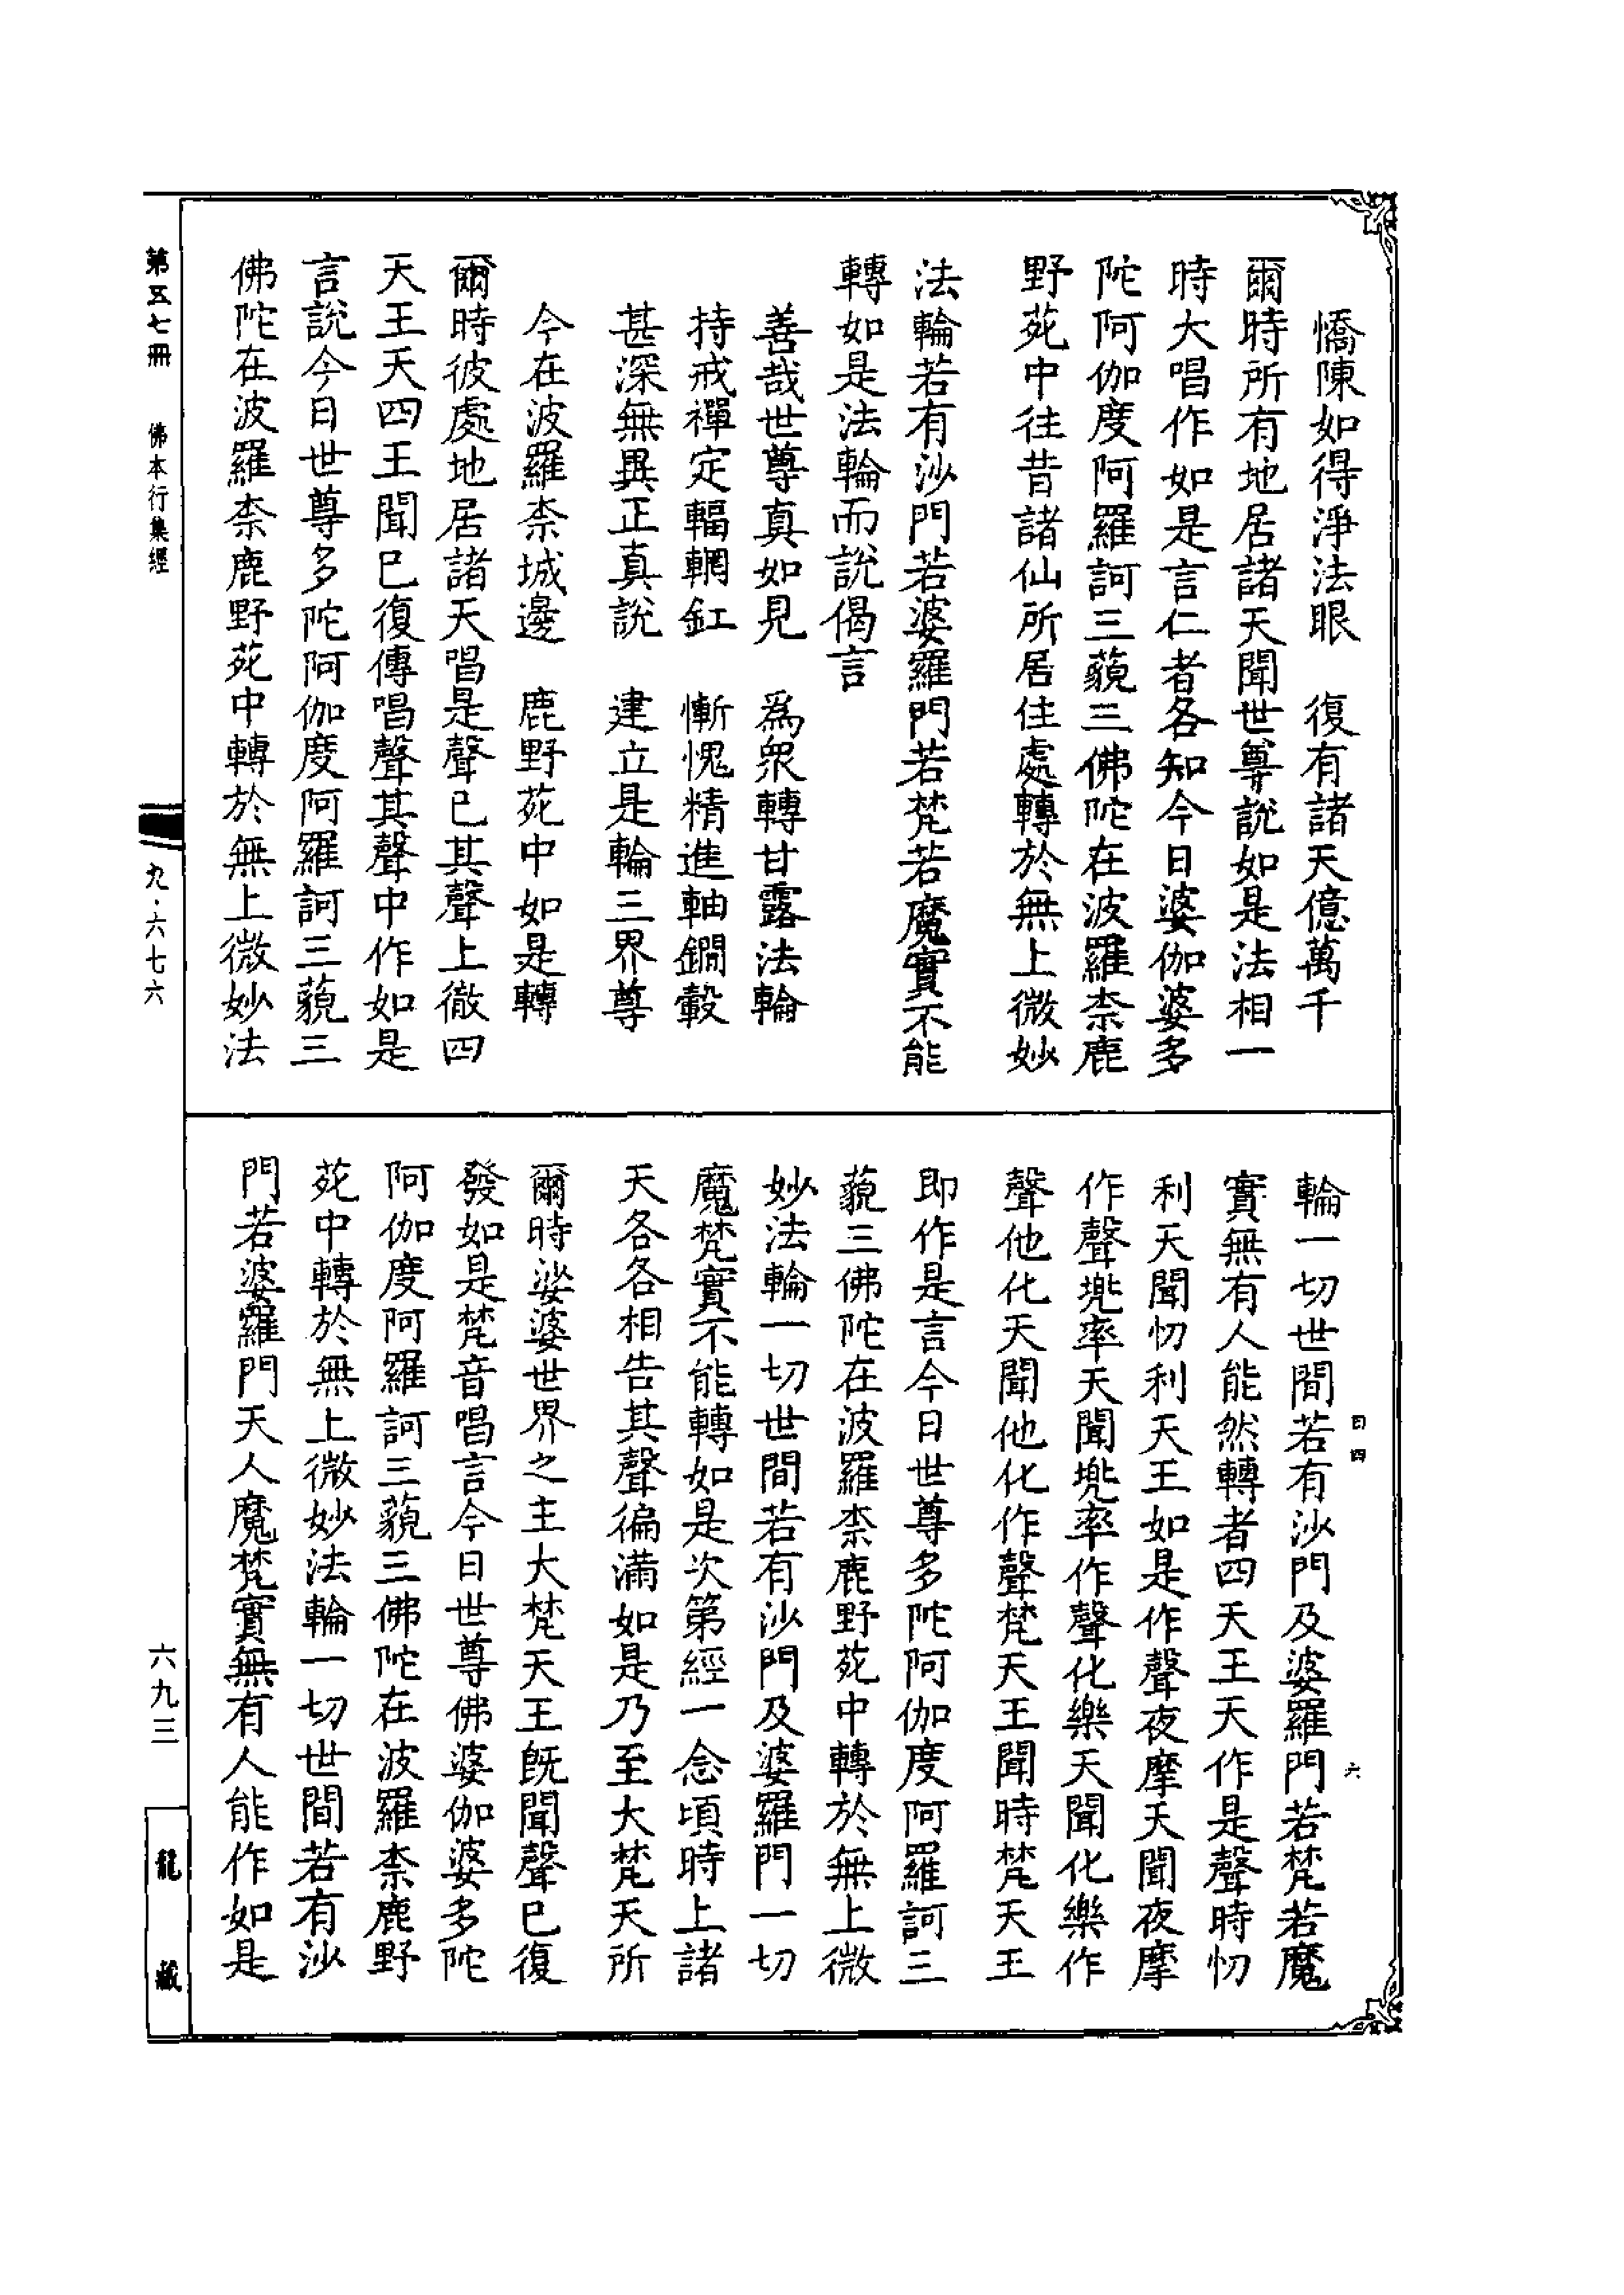 憍陳如得淨法眼　復有諸天億萬千
爾時所有地居諸天聞世尊說如是法相一
時大唱作如是言仁者各知今日婆伽婆多
陀阿伽度阿羅訶三藐三佛陀在波羅柰鹿
野苑中往昔諸仙所居住處轉於無上微妙
法輪若有沙門若婆羅門若梵若魔實不能
轉如是法輪而說偈言
善哉世尊真如見　為眾轉甘露法輪
持戒禪定輻輞釭　慚愧精進軸鐧轂
甚深無異正真說　建立是輪三界尊
今在波羅柰城邊　鹿野苑中如是轉
爾時彼處地居諸天唱是聲已其聲上徹四
天王天四王聞已復傳唱聲其聲中作如是
言說今日世尊多陀阿伽度阿羅訶三藐三
佛陀在波羅柰鹿野苑中轉於無上微妙法
輪一切世間若有沙門及婆羅門若梵若魔
實無有人能然轉者四天王天作是聲時忉
利天聞忉利天王如是作聲夜摩天聞夜摩
作聲兜率天聞兜率作聲化樂天聞化樂作
聲他化天聞他化作聲梵天王聞時梵天王
即作是言今日世尊多陀阿伽度阿羅訶三
藐三佛陀在波羅柰鹿野苑中轉於無上微
妙法輪一切世間若有沙門及婆羅門一切
魔梵實不能轉如是次第經一念頃時上諸
天各各相告其聲徧滿如是乃至大梵天所
爾時娑婆世界之主大梵天王既聞聲已復
發如是梵音唱言今日世尊佛婆伽婆多陀
阿伽度阿羅訶三藐三佛陀在波羅柰鹿野
苑中轉於無上微妙法輪一切世間若有沙
門若婆羅門天人魔梵實無有人能作如是
第五七冊　佛本行集經
九·六七六
六九三
龍藏
六